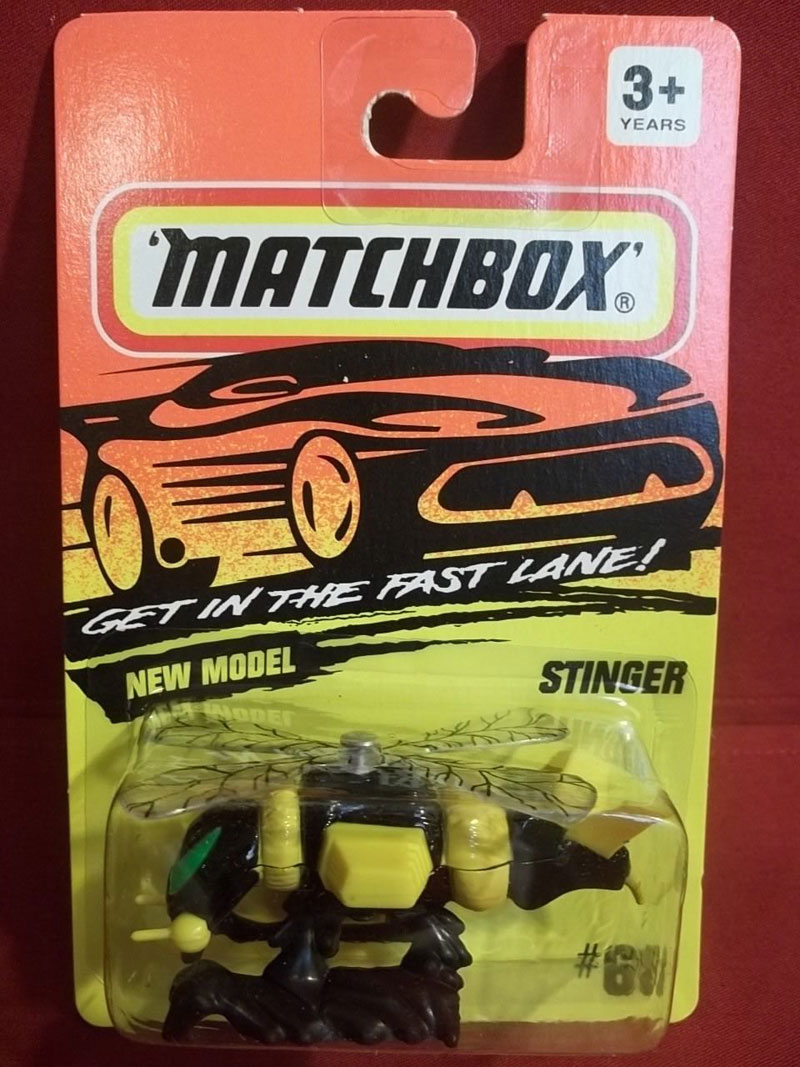 3+
YEARS
'MATCHBOX'®
GET IN THE FAST LANE!
NEW MODEL
STINGER